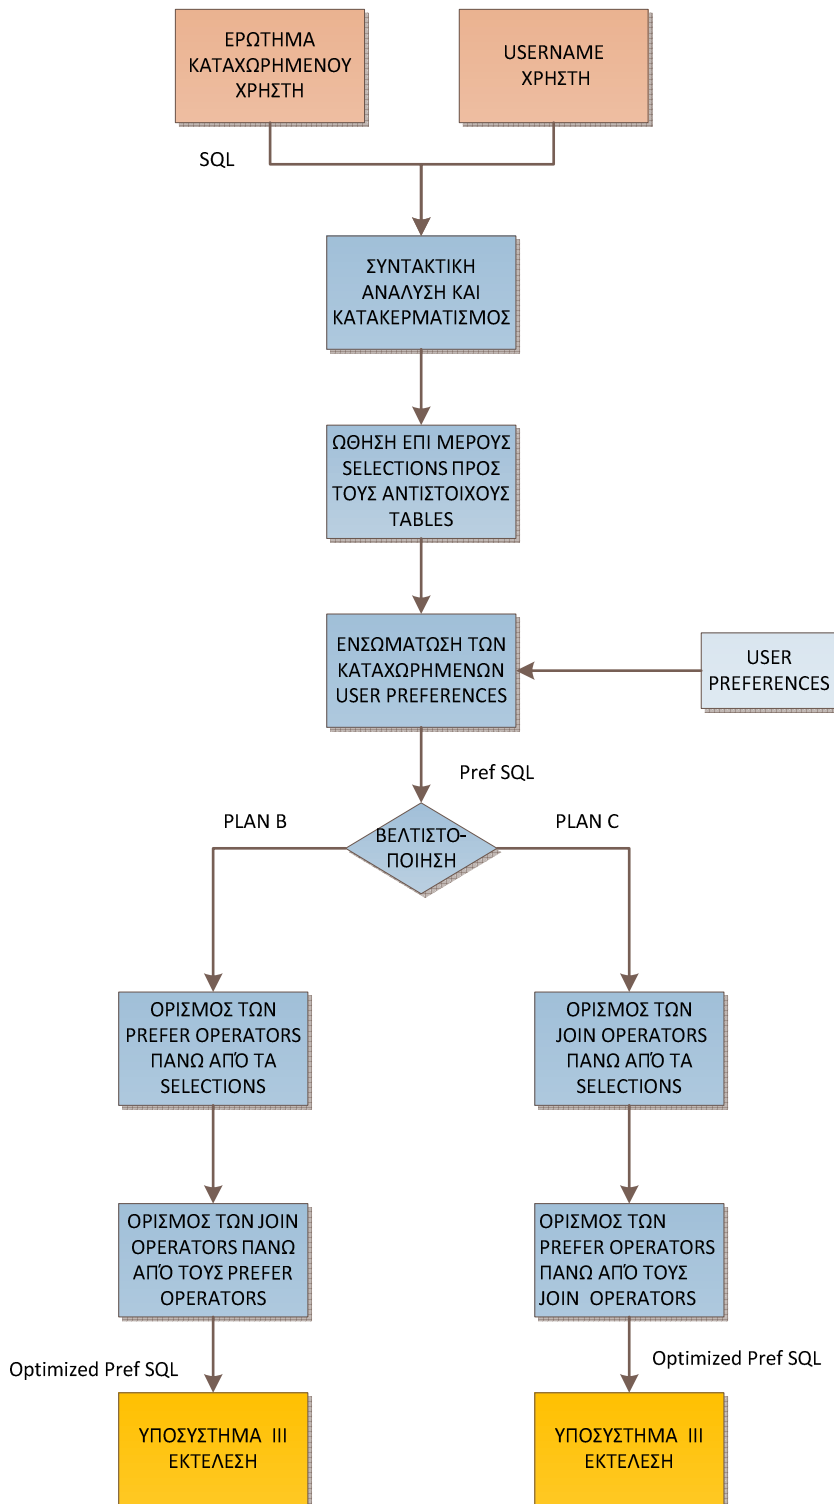 ΕΡΩΤΗΜΑ
ΚΑΤΑΧΩΡΗΜΕΝΟΥ
ΧΡΗΣΤΗ
USERNAME
ΧΡΗΣΤΗ
SQL
ΣΥΝΤΑΚΤΙΚΗ
ΑΝΑΛΥΣΗ ΚΑΙ
ΚΑΤΑΚΕΡΜΑΤΙΣΜΟΣ
ΩΘΗΣΗ ΕΠΙ ΜΕΡΟΥΣ
SELECTIONS ΠΡΟΣ
ΤΟΥΣ ΑΝΤΙΣΤΟΙΧΟΥΣ
TABLES
ΕΝΣΩΜΑΤΩΣΗ ΤΩΝ
ΚΑΤΑΧΩΡΗΜΕΝΩΝ
USER PREFERENCES
USER
PREFERENCES
Pref SQL
PLAN B
PLAN C
ΒΕΛΤΙΣΤΟ-
ΠΟΙΗΣΗ
ΟΡΙΣΜΟΣ ΤΩΝ
PREFER OPERATORS
ΠΑΝΩ ΑΠΌ ΤΑ
SELECTIONS
ΟΡΙΣΜΟΣ ΤΩΝ
JOIN OPERATORS
ΠΑΝΩ ΑΠΌ ΤΑ
SELECTIONS
ΟΡΙΣΜΟΣ ΤΩΝ JOIN
OPERATORS ΠΑΝΩ
ΑΠΌ ΤΟΥΣ PREFER
OPERATORS
ΟΡΙΣΜΟΣ ΤΩΝ
PREFER OPERATORS
ΠΑΝΩ ΑΠΌ ΤΟΥΣ
JOIN OPERATORS
Optimized Pref SQL
Optimized Pref SQL
ΥΠΟΣΥΣΤΗΜΑ III
ΕΚΤΕΛΕΣΗ
ΥΠΟΣΥΣΤΗΜΑ III
ΕΚΤΕΛΕΣΗ